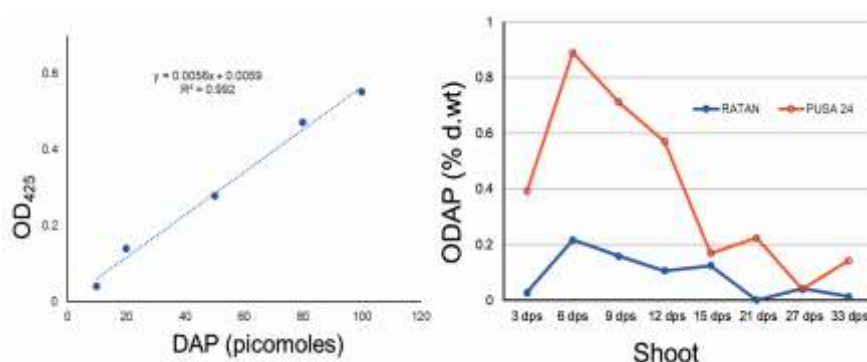 y = 0.0056x + 0.0089
R² = 0.992
0.6
0.4
0.2
0
0 20 40 60 80 100 120
OD425
DAP (picomoles)
1
0.8
0.6
0.4
0.2
0
RATAN PUSA 24
ODAP (% d.wt)
3 dps 6 dps 9 dps 12 dps 15 dps 21 dps 27 dps 33 dps
Shoot